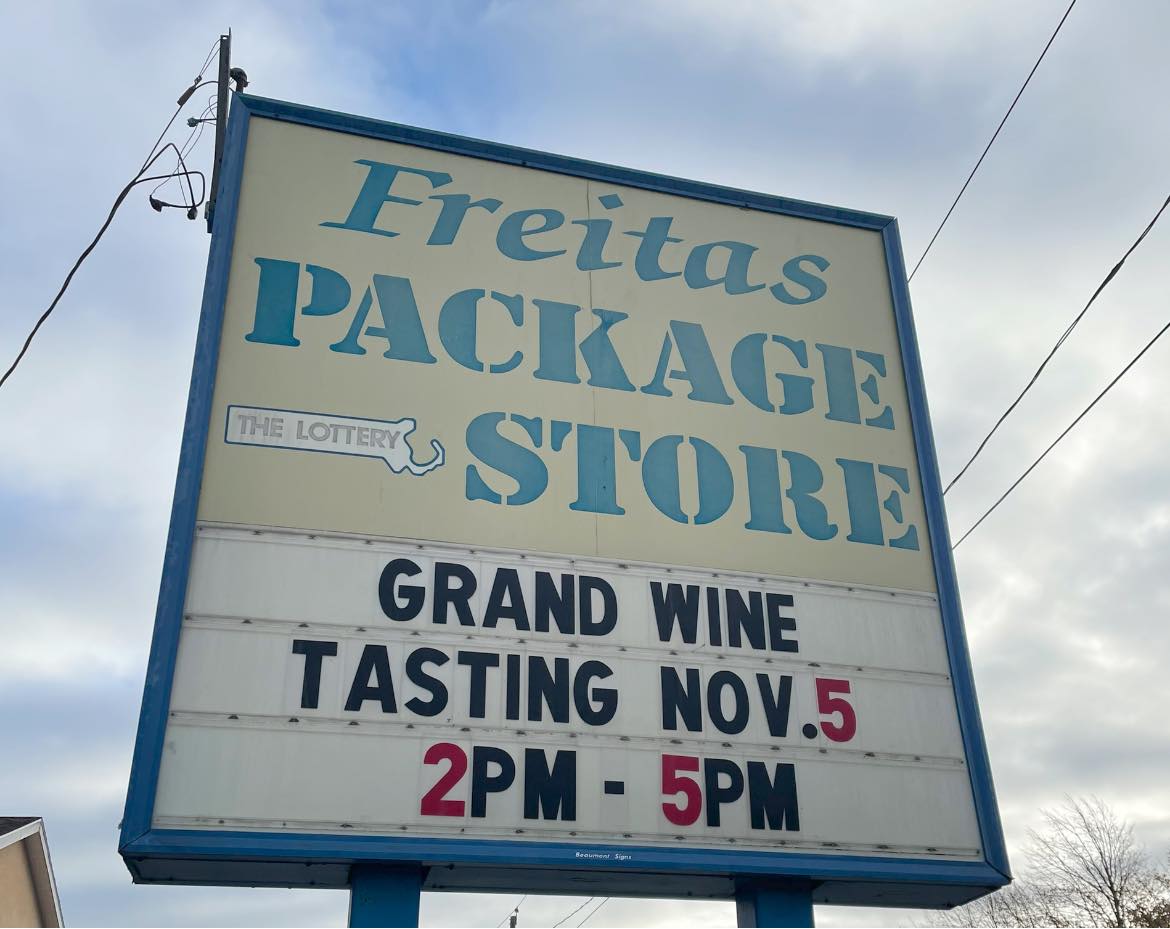 Freitas
PACKAGE
THE LOTTERY
STORE
GRAND WINE
TASTING NOV.5
2PM - 5PM
Beaumont Signs